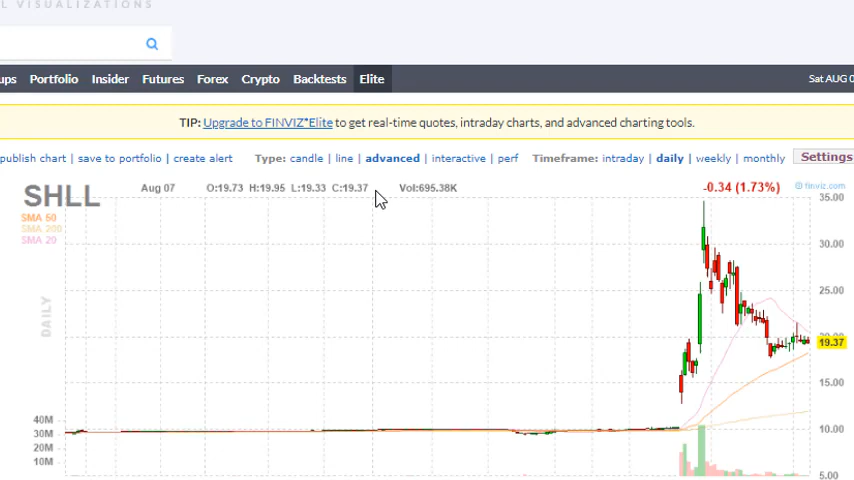 L VISUALIZATIONS
ups Portfolio Insider Futures Forex Crypto Backtests Elite Sat AUG 0
TIP: Upgrade to FINVIZ*Elite to get real-time quotes, intraday charts, and advanced charting tools.
publish chart | save to portfolio | create alert Type: candle | line | advanced | interactive | perf Timeframe: intraday | daily | weekly | monthly Settings
SHLL Aug 07 O:19.73 H:19.95 L:19.33 C:19.37 Vol:695.38K -0.34 (1.73%) © finviz.com
SMA 50
SMA 200
SMA 20
DAILY
35.00
30.00
25.00
20.00
19.37
15.00
10.00
5.00
40M
30M
20M
10M